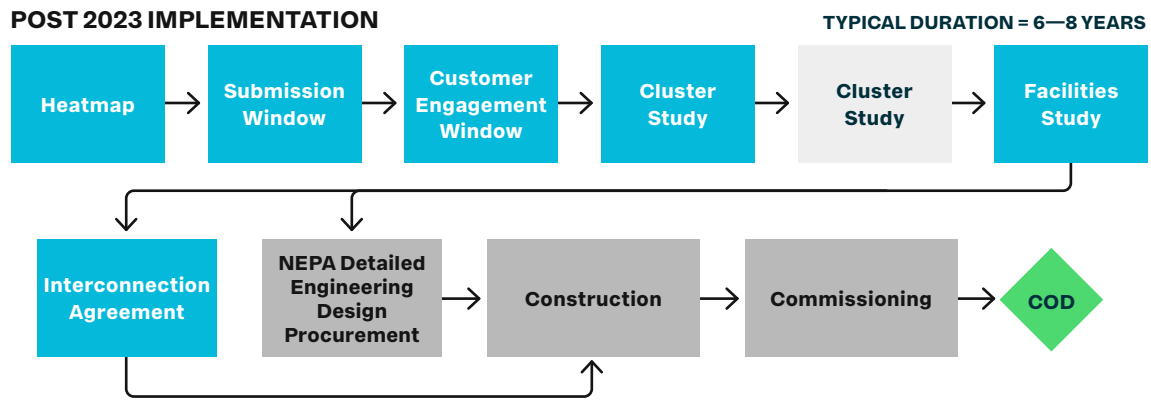 POST 2023 IMPLEMENTATION
TYPICAL DURATION = 6—8 YEARS
Heatmap
Submission
Window
Customer
Engagement
Window
Cluster
Study
Cluster
Study
Facilities
Study
Interconnection
Agreement
NEPA Detailed
Engineering
Design
Procurement
Construction
Commissioning
COD